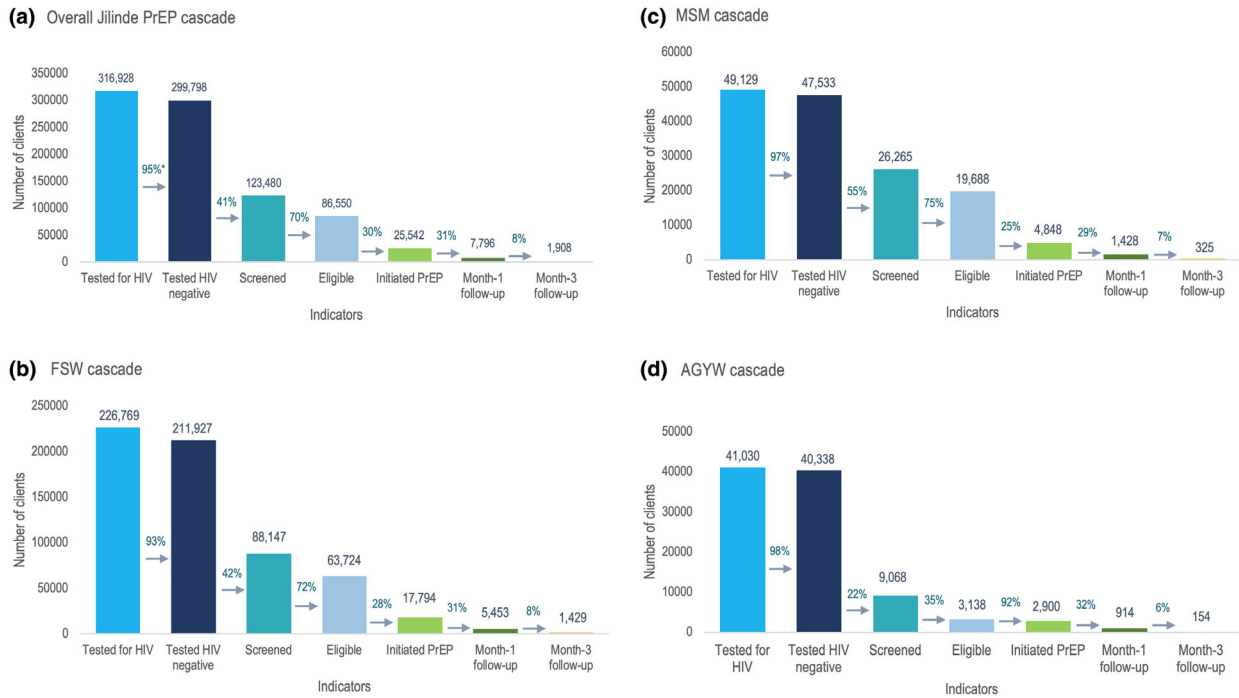 (a) Overall Jilinde PrEP cascade
Number of clients
350000
300000
250000
200000
150000
100000
50000
0
316,928
299,798
123,480
86,550
25,542
7,796
1,908
95%*
41%
70%
30%
31%
8%
Tested for HIV
Tested HIV
negative
Screened
Eligible
Initiated PrEP
Month-1
follow-up
Month-3
follow-up
Indicators
(c) MSM cascade
Number of clients
60000
50000
40000
30000
20000
10000
0
49,129
47,533
26,265
19,688
4,848
1,428
325
97%
55%
75%
25%
29%
7%
Tested for HIV
Tested HIV
negative
Screened
Eligible
Initiated PrEP
Month-1
follow-up
Month-3
follow-up
Indicators
(b) FSW cascade
Number of clients
250000
200000
150000
100000
50000
0
226,769
211,927
88,147
63,724
17,794
5,453
1,429
93%
42%
72%
28%
31%
8%
Tested for HIV
Tested HIV
negative
Screened
Eligible
Initiated PrEP
Month-1
follow-up
Month-3
follow-up
Indicators
(d) AGYW cascade
Number of clients
50000
40000
30000
20000
10000
0
41,030
40,338
9,068
3,138
2,900
914
154
98%
22%
35%
92%
32%
6%
Tested for
HIV
Tested HIV
negative
Screened
Eligible
Initiated PrEP
Month-1
follow-up
Month-3
follow-up
Indicators